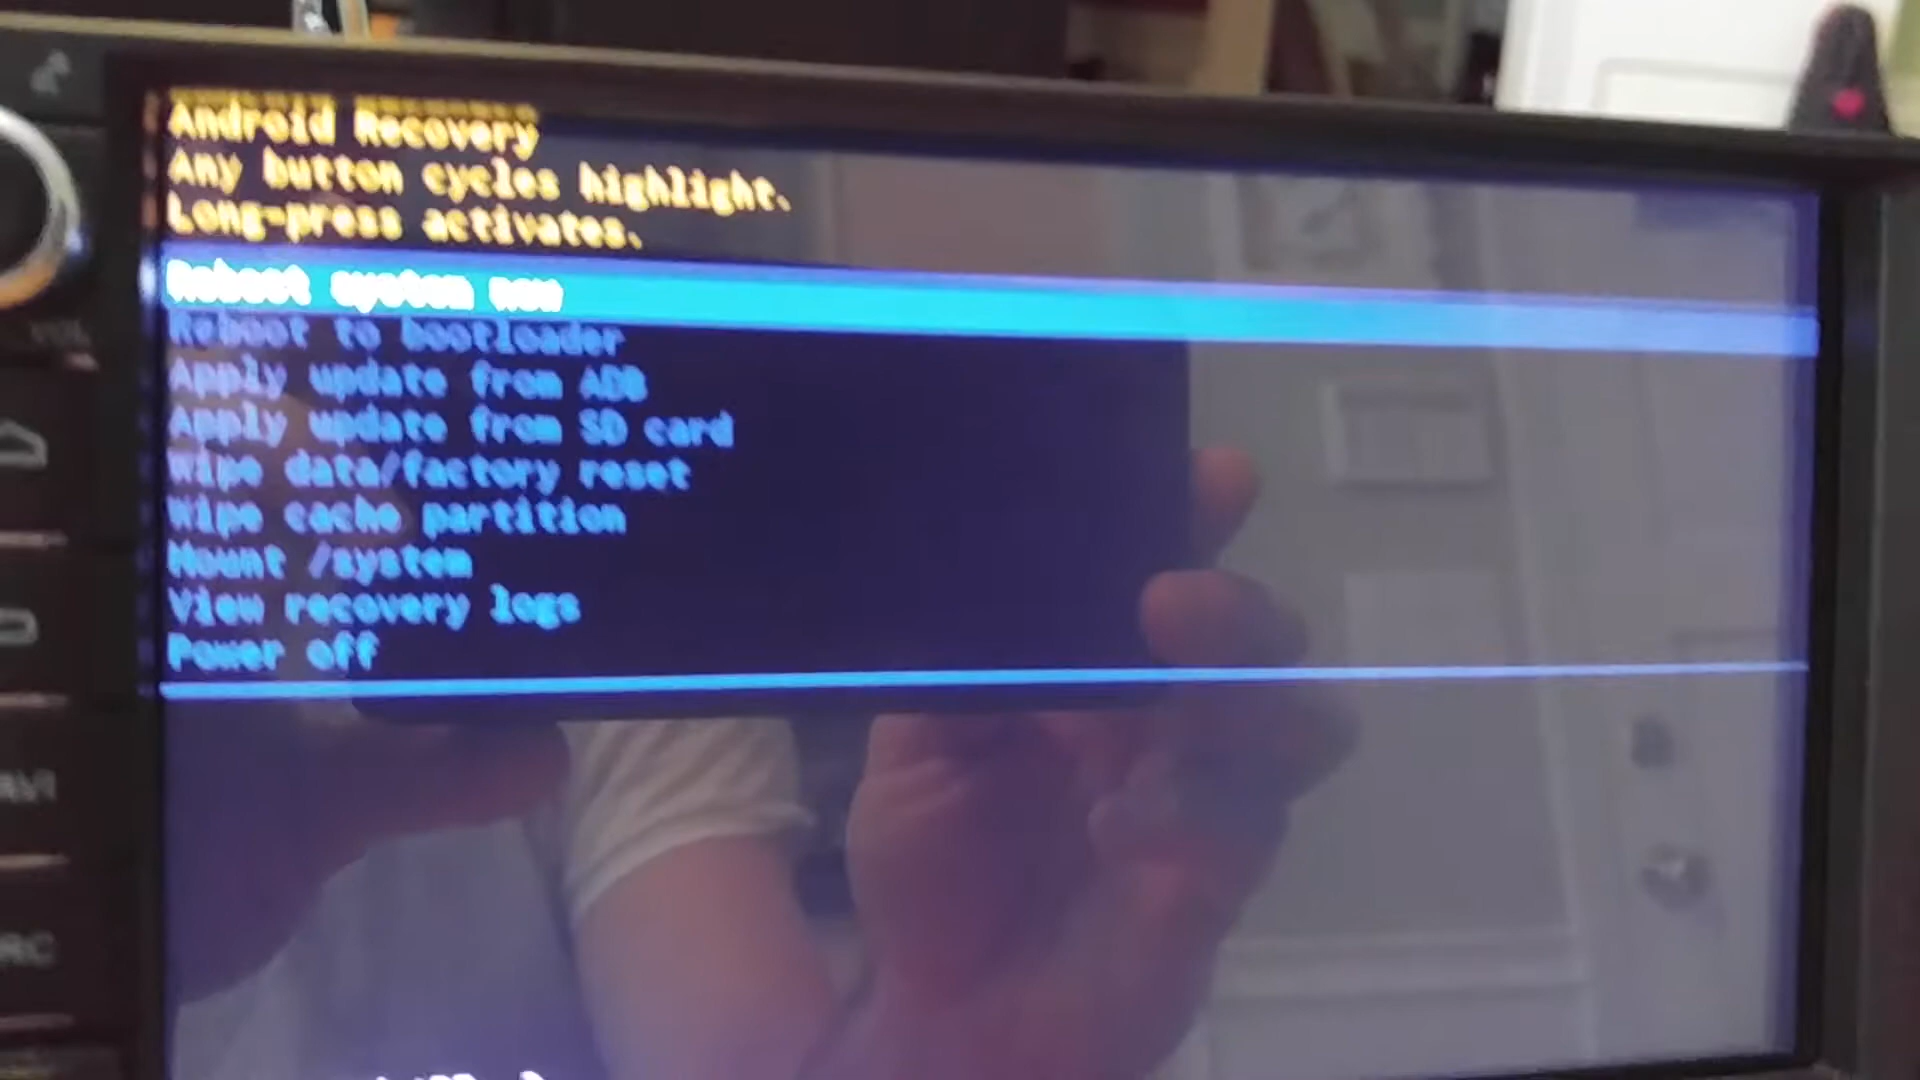 Android Recovery
Any button cycles highlight.
Long-press activates.
Reboot system now
Reboot to bootloader
Apply update from ADB
Apply update from SD card
Wipe data/factory reset
Wipe cache partition
Mount /system
View recovery logs
Power off